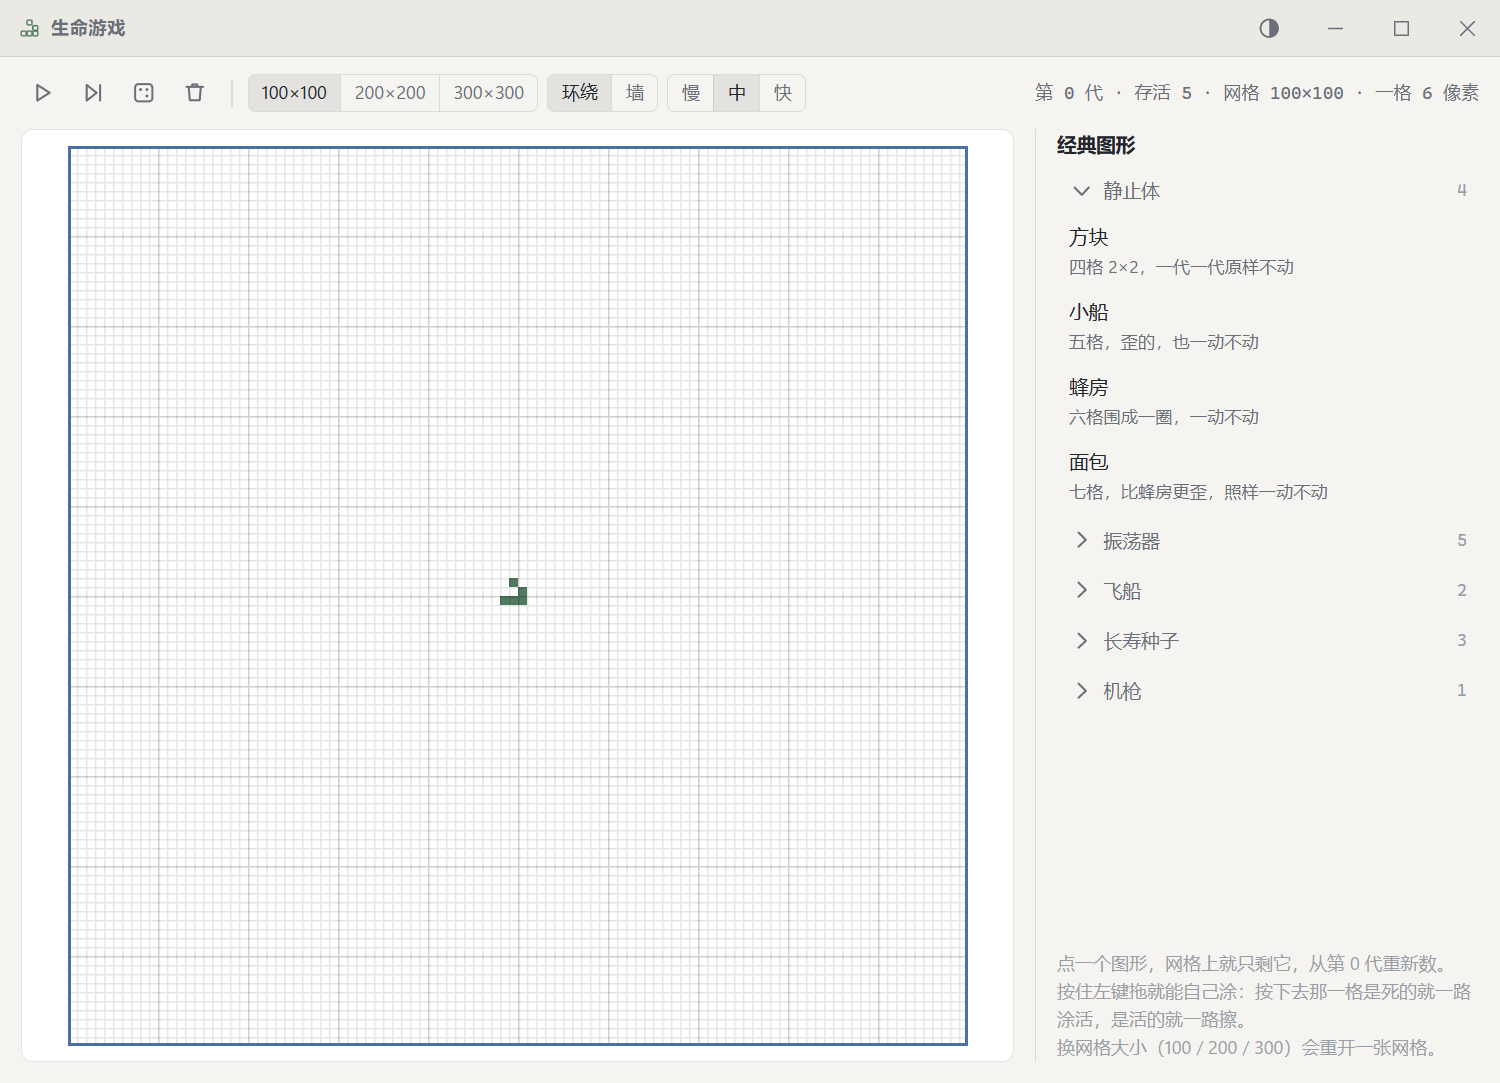 生命游戏
100×100 200×200 300×300 环绕 墙 慢 中 快 第 0 代 · 存活 5 · 网格 100×100 · 一格 6 像素
经典图形
静止体 4
方块
四格 2×2，一代一代原样不动
小船
五格，歪的，也一动不动
蜂房
六格围成一圈，一动不动
面包
七格，比蜂房更歪，照样一动不动
振荡器 5
飞船 2
长寿种子 3
机枪 1
点一个图形，网格上就只剩它，从第 0 代重新数。
按住左键拖就能自己涂：按下去那一格是死的就一路
涂活，是活的就一路擦。
换网格大小（100 / 200 / 300）会重开一张网格。